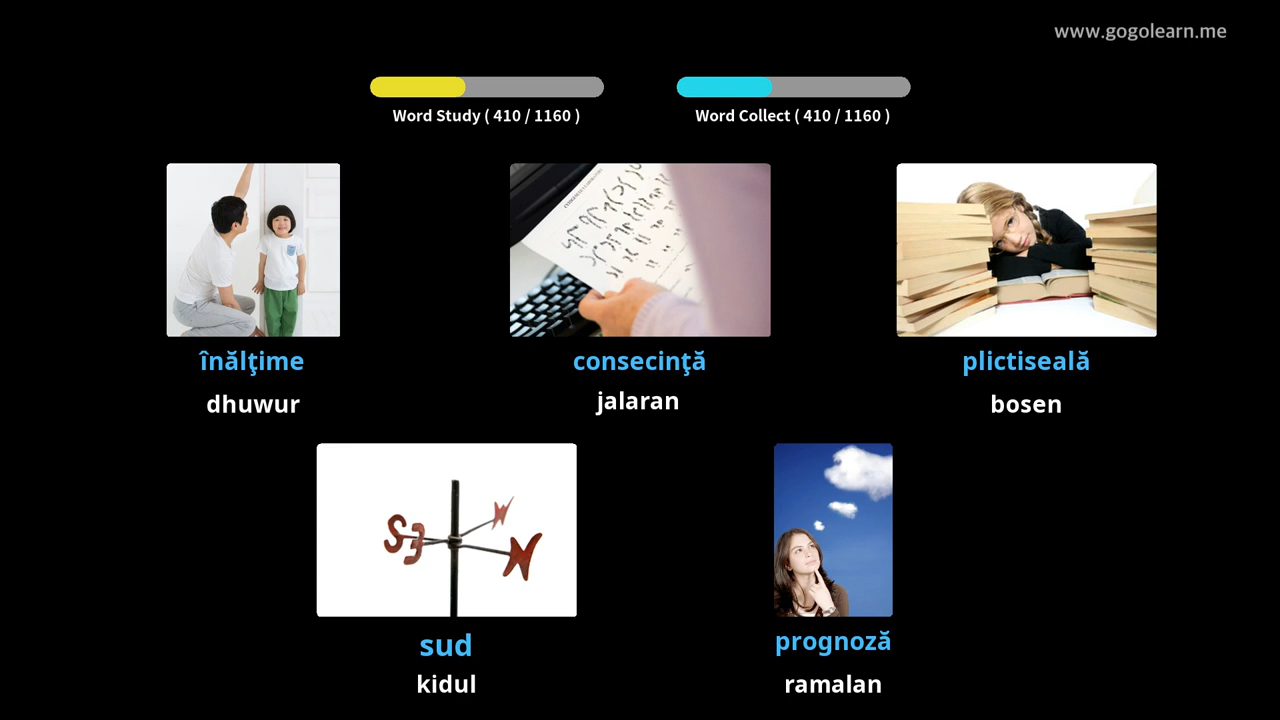 www.gogolearn.me
Word Study ( 410 / 1160 )
Word Collect ( 410 / 1160 )
înălţime
consecinţă
plictiseală
dhuwur
jalaran
bosen
S
E
N
sud
prognoză
kidul
ramalan